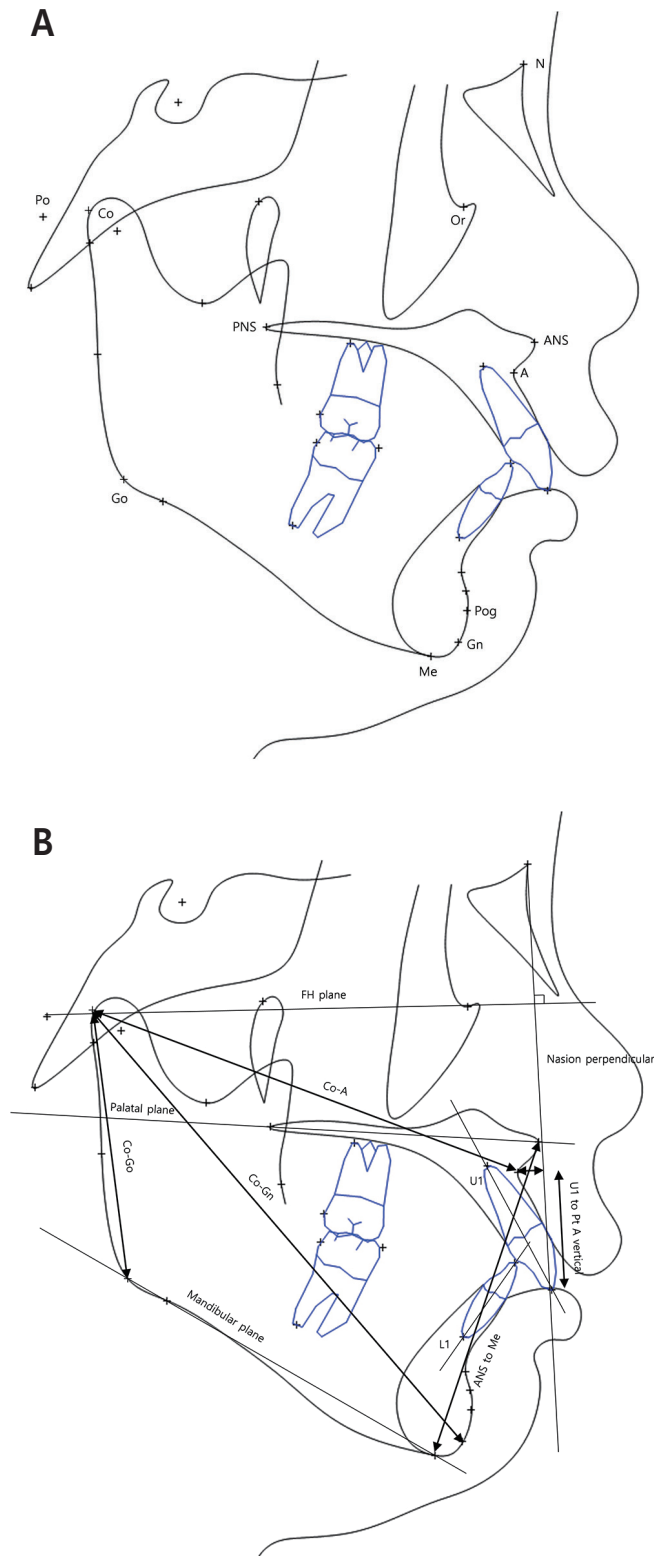 A
N
Po
Co
Or
PNS
ANS
A
Go
Pog
Gn
Me
B
FH plane
Nasion perpendicular
Co-A
Palatal plane
Co-Go
Co-Gn
U1
U1 to Pt A vertical
Mandibular plane
L1
ANS to Me